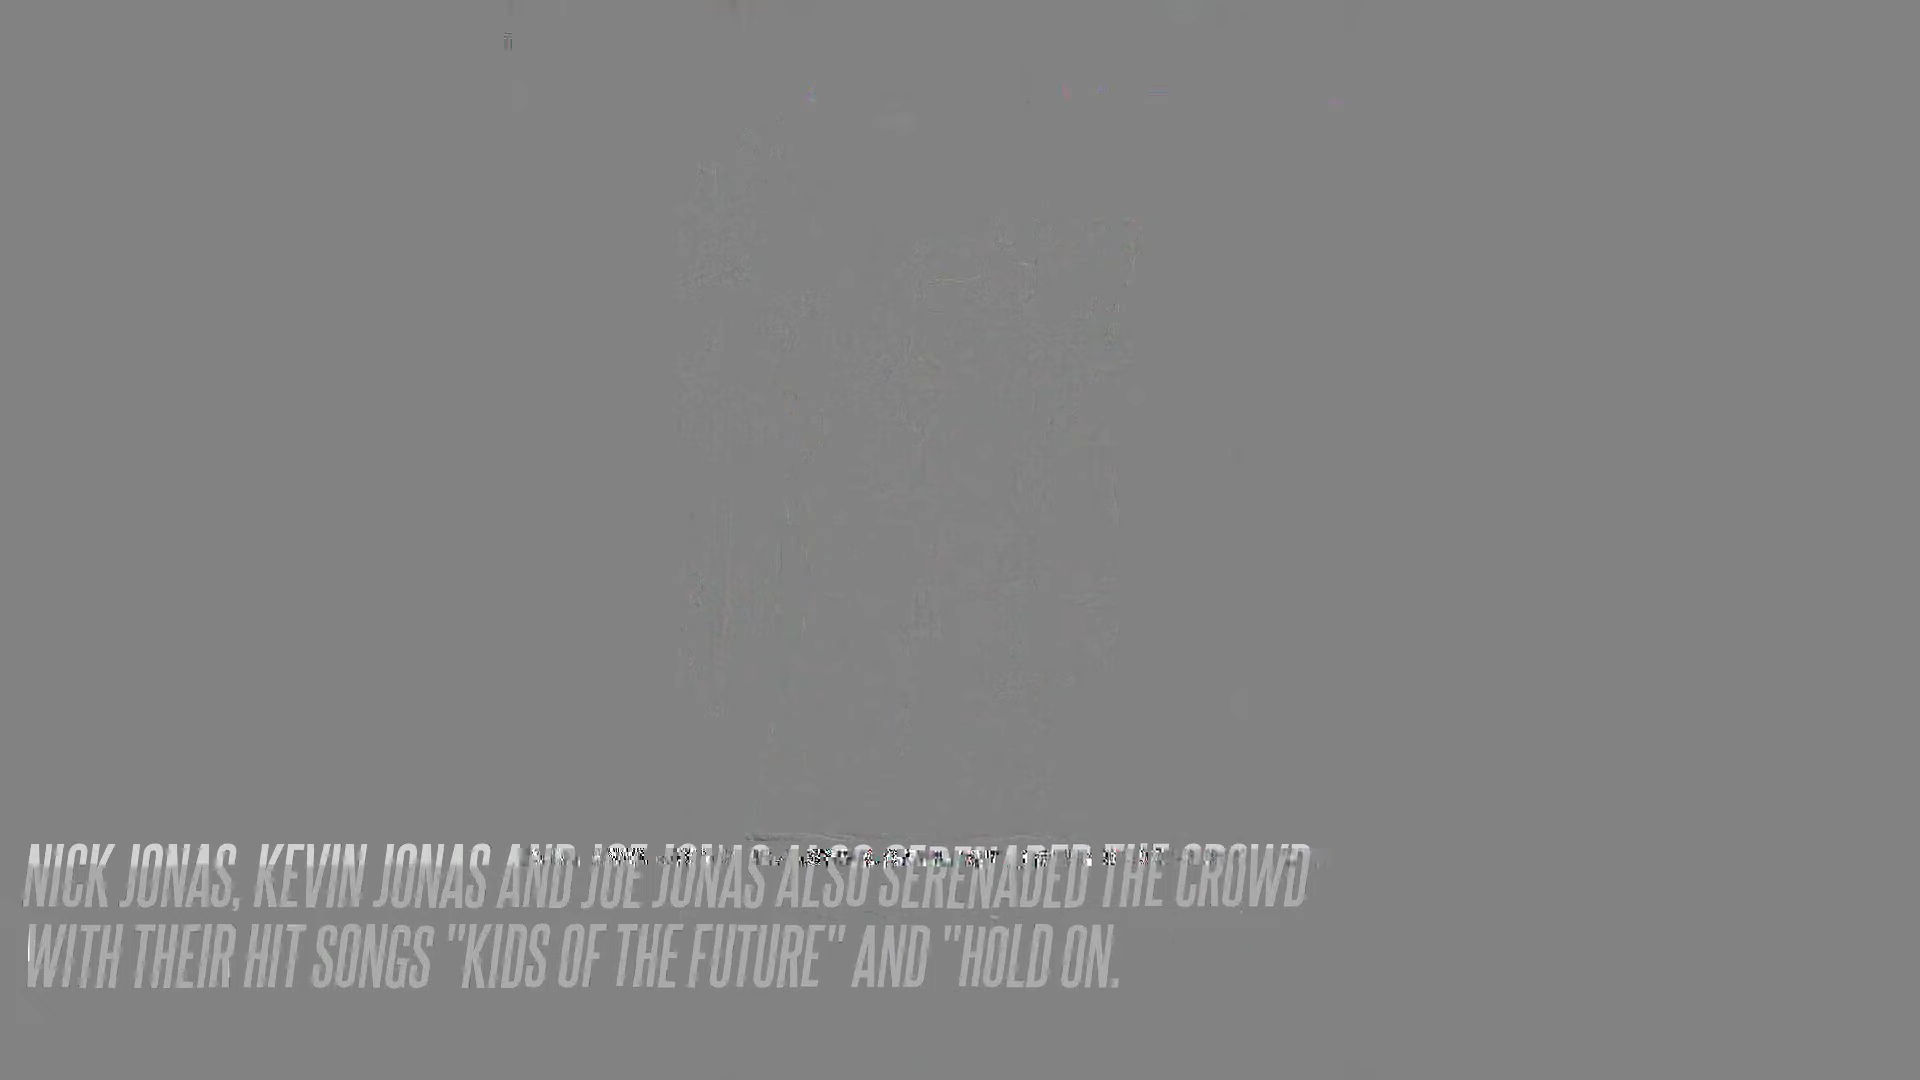 NICK JONAS, KEVIN JONAS AND JOE JONAS ALSO SERENADED THE CROWD
WITH THEIR HIT SONGS "KIDS OF THE FUTURE" AND "HOLD ON.